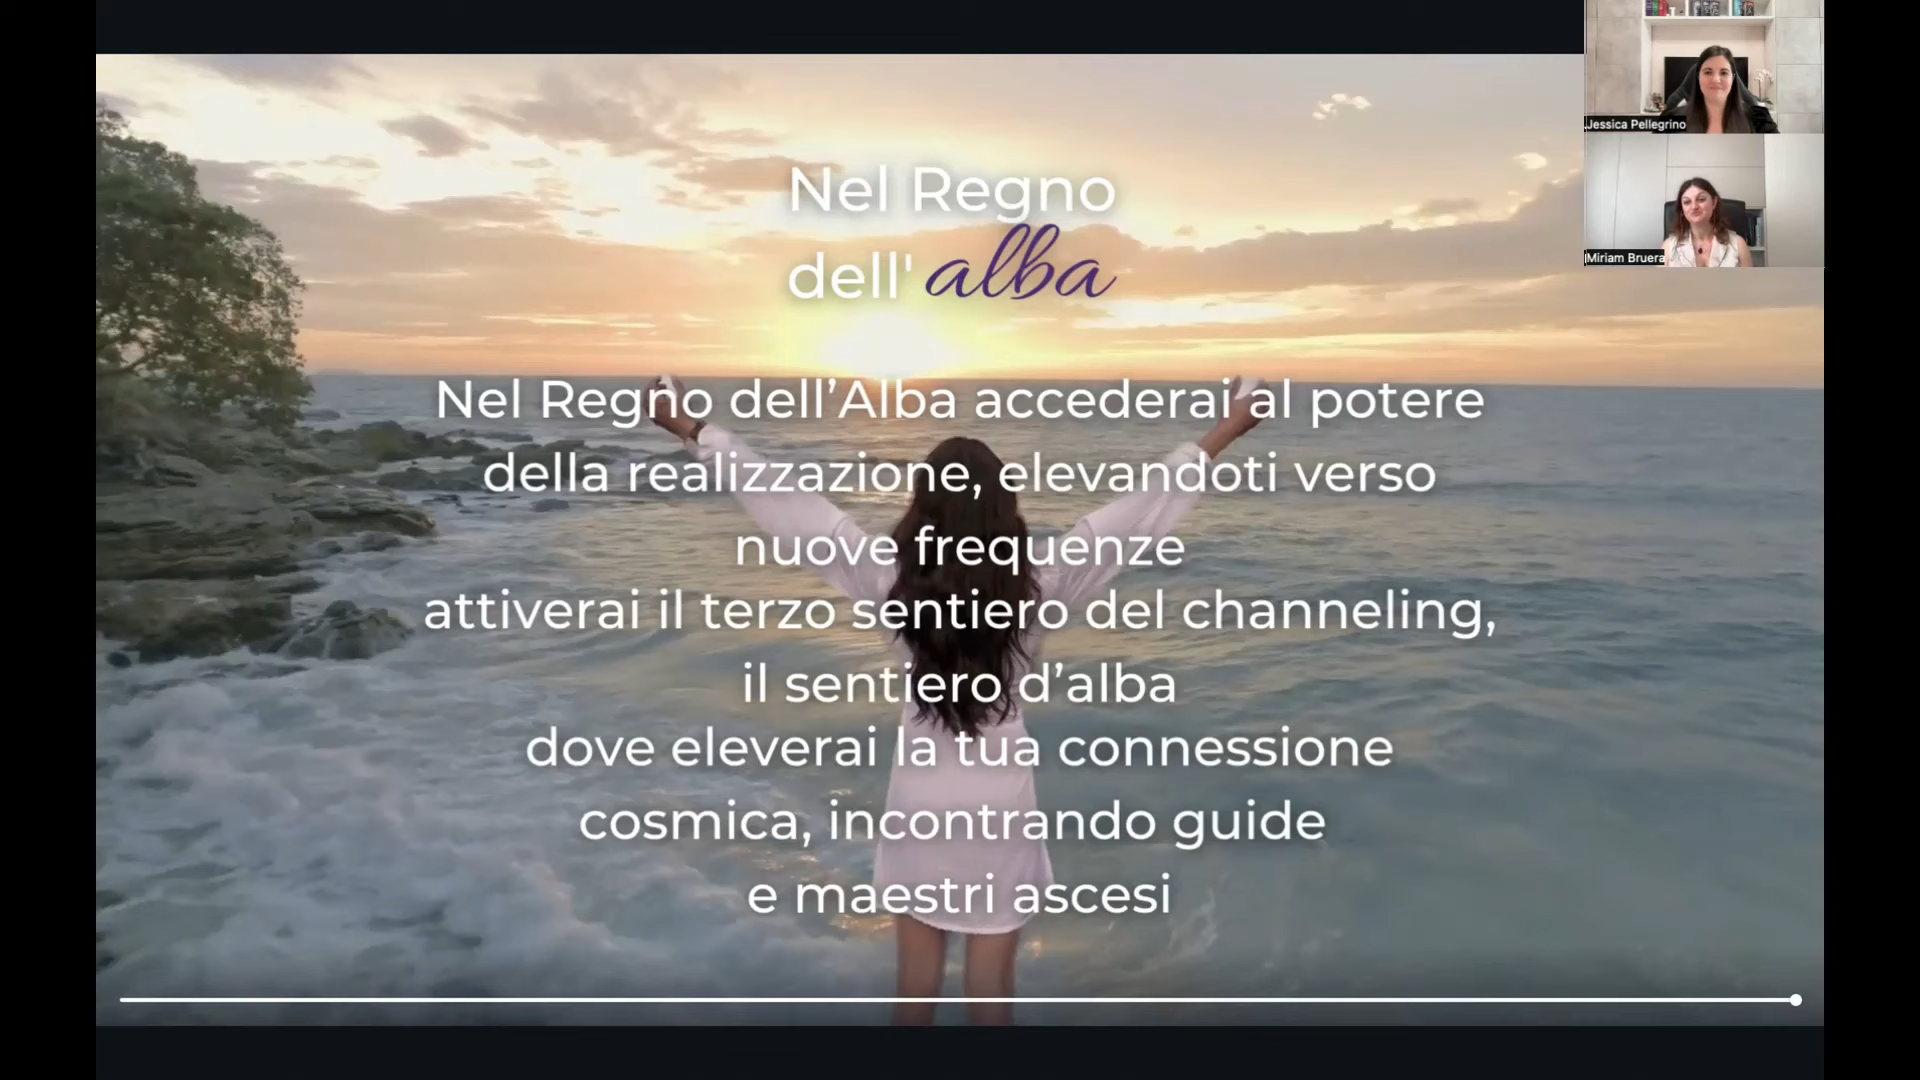 Nel Regno
dell' alba
Nel Regno dell’Alba accederai al potere
della realizzazione, elevandoti verso
nuove frequenze
attiverai il terzo sentiero del channeling,
il sentiero d’alba
dove eleverai la tua connessione
cosmica, incontrando guide
e maestri ascesi
Jessica Pellegrino
Miriam Bruera